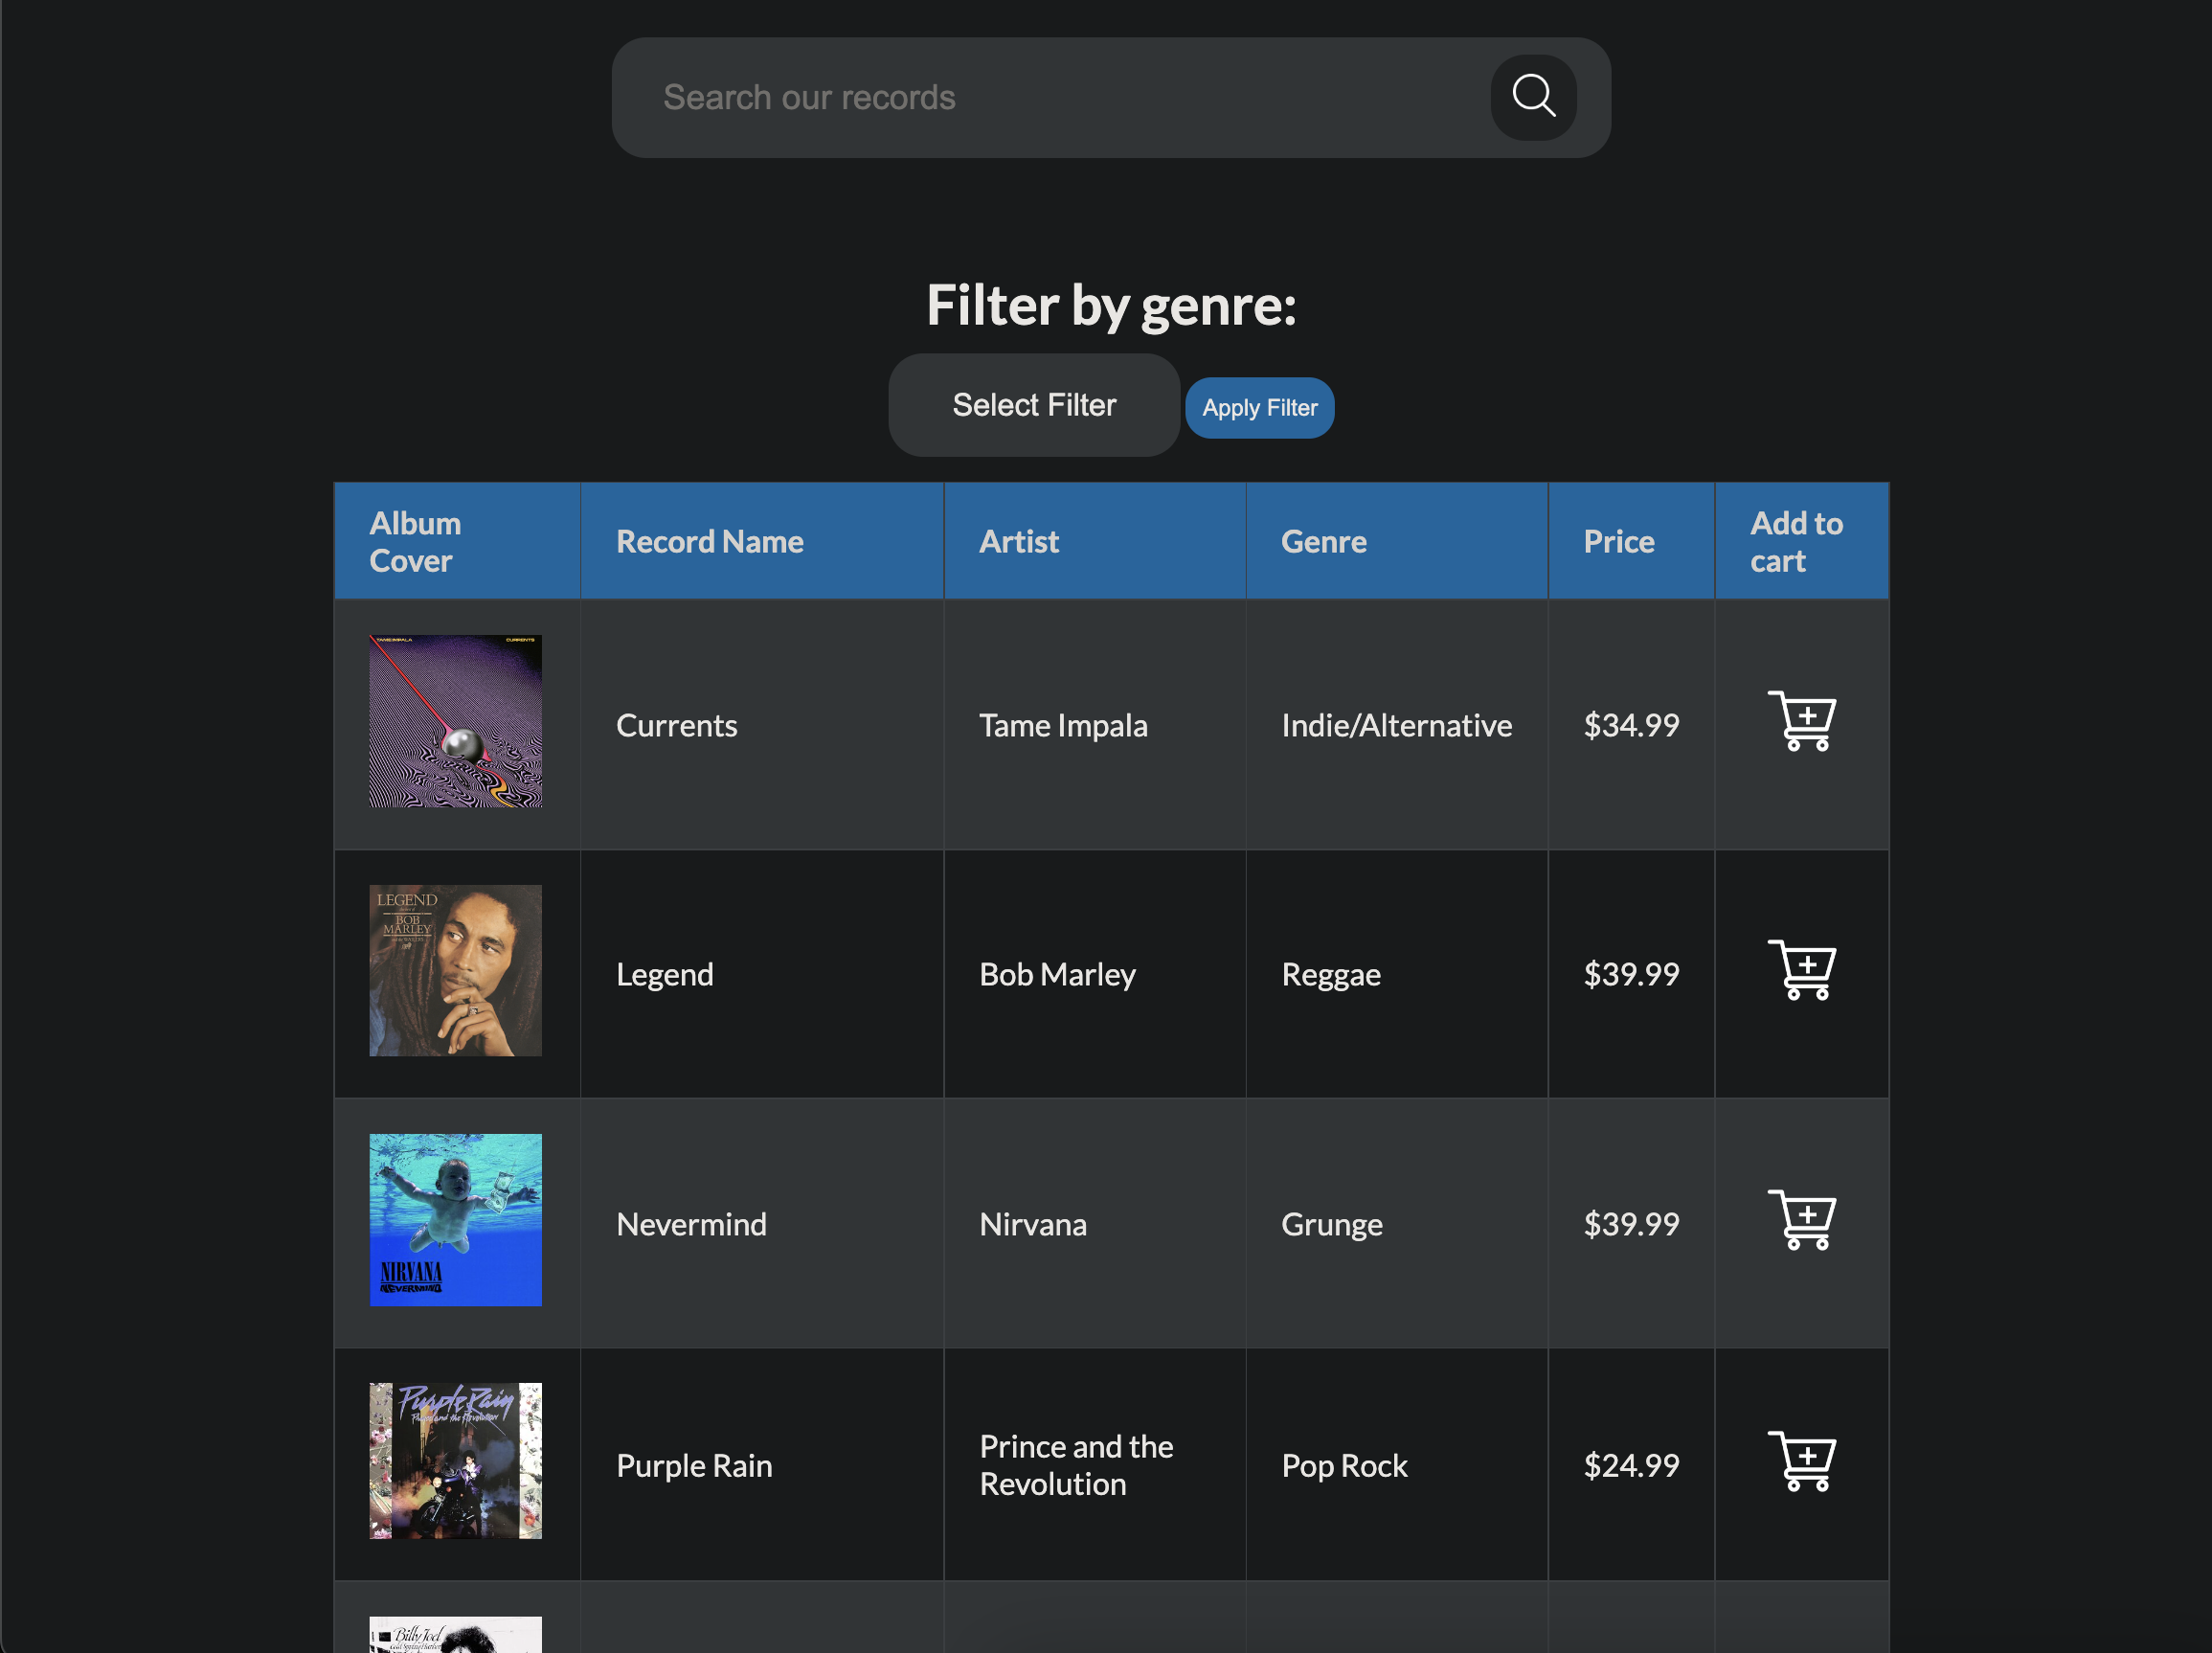 Search our records
Filter by genre:
Select Filter
Apply Filter
Album
Cover
Record Name
Artist
Genre
Price
Add to
cart
TAME IMPALA
CURRENTS
Currents
Tame Impala
Indie/Alternative
$34.99
LEGEND
BOB
MARLEY
Legend
Bob Marley
Reggae
$39.99
NIRVANA
NEVERMIND
Nevermind
Nirvana
Grunge
$39.99
Purple Rain
Prince and the Revolution
Purple Rain
Prince and the
Revolution
Pop Rock
$24.99
Billy Joel
Cold Spring Harbor